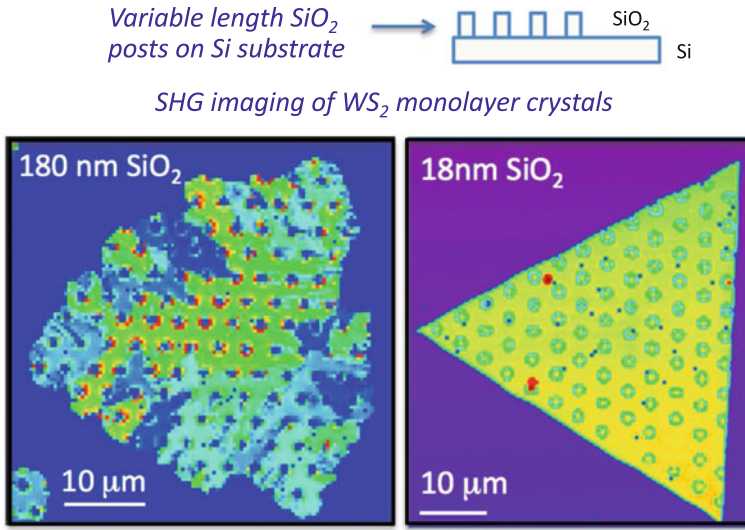 Variable length SiO₂
posts on Si substrate
SiO₂
Si
SHG imaging of WS₂ monolayer crystals
180 nm SiO₂
18nm SiO₂
10 μm
10 μm